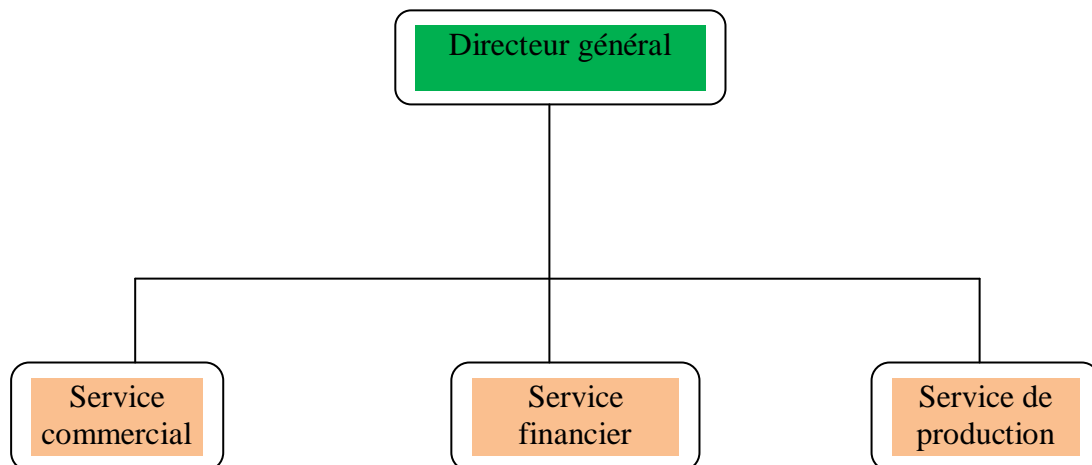 Directeur général
Service
commercial
Service
financier
Service de
production